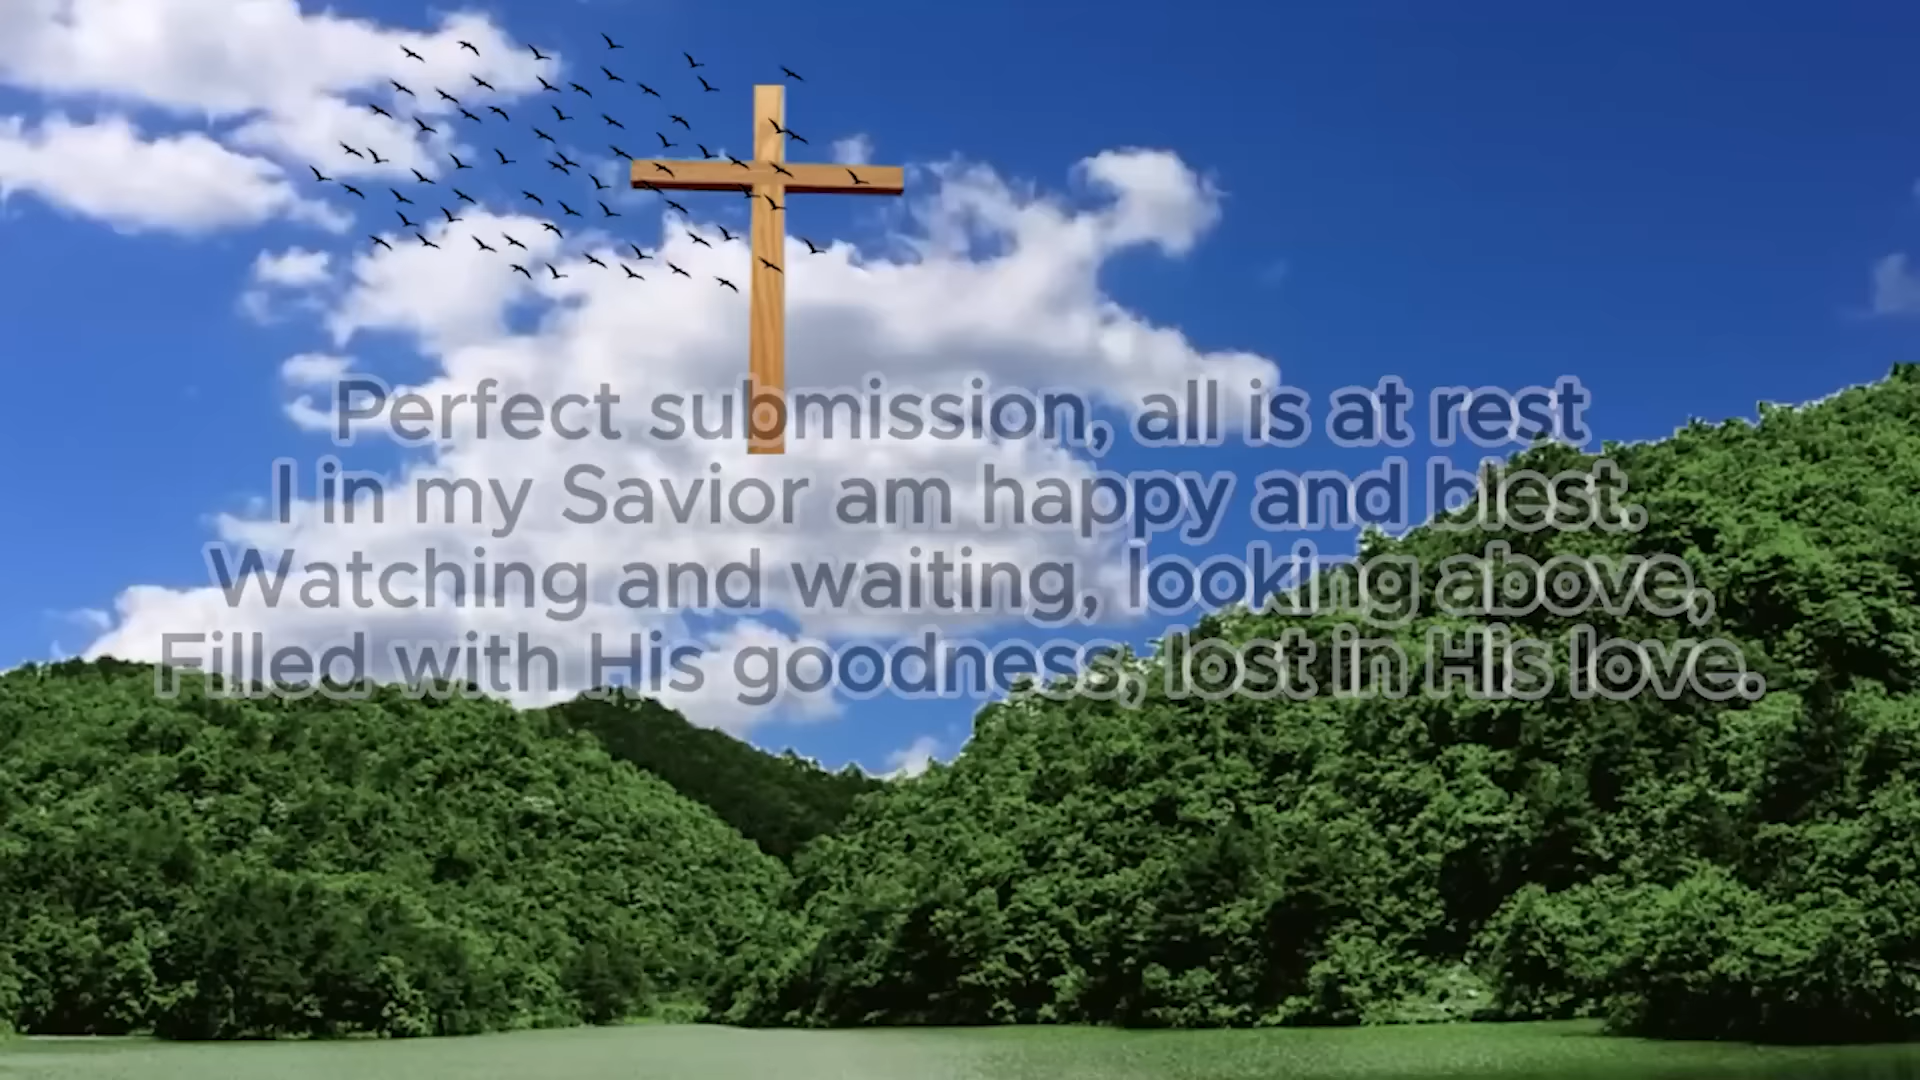 Perfect submission, all is at rest
I in my Savior am happy and blest.
Watching and waiting, looking above,
Filled with His goodness, lost in His love.